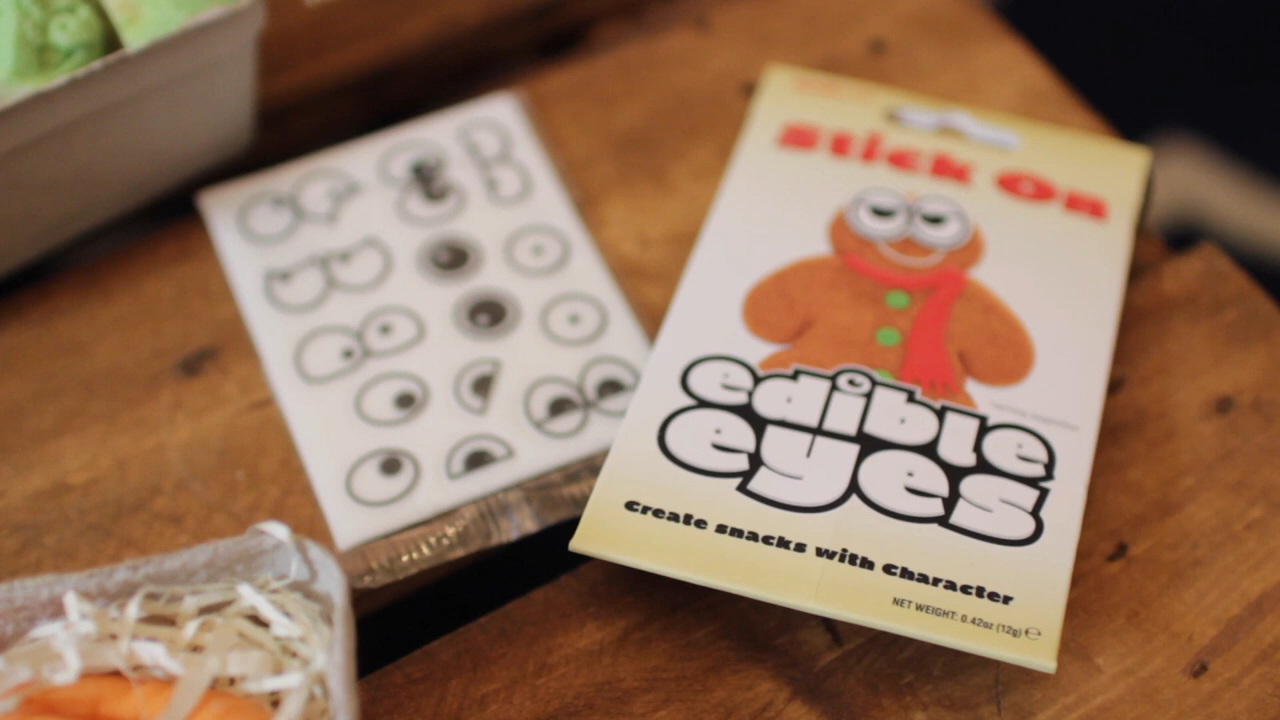 stick On
edible
eyes
create snacks with character
NET WEIGHT: 0.42oz (12g) ℮